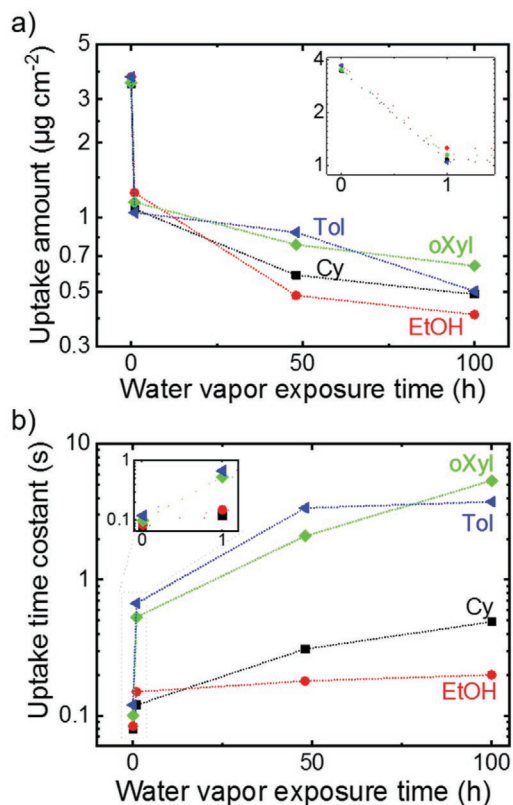 a)
Uptake amount (µg cm⁻²)
5
3
2
1
0.7
0.5
0.3
4
2
1
0
1
Tol
oXyl
Cy
EtOH
0
50
100
Water vapor exposure time (h)
b)
Uptake time costant (s)
10
1
0.1
1
0.1
0
1
oXyl
Tol
Cy
EtOH
0
50
100
Water vapor exposure time (h)